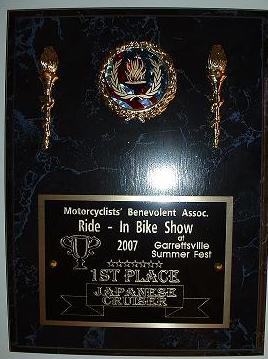 Motorcyclists' Benevolent Assoc.
Ride - In Bike Show
2007
at
Garrettsville
Summer Fest
1ST PLACE
JAPANESE
CRUISER